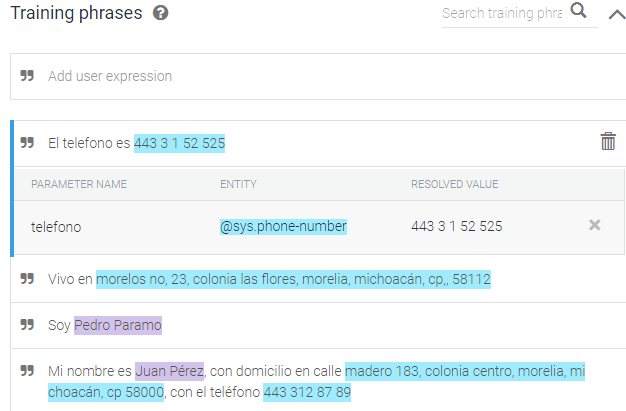 Training phrases ?
Search training phra
Add user expression
El telefono es 443 3 1 52 525
PARAMETER NAME ENTITY RESOLVED VALUE
telefono @sys.phone-number 443 3 1 52 525
Vivo en morelos no, 23, colonia las flores, morelia, michoacán, cp,, 58112
Soy Pedro Paramo
Mi nombre es Juan Pérez, con domicilio en calle madero 183, colonia centro, morelia, mi
choacán, cp 58000, con el teléfono 443 312 87 89